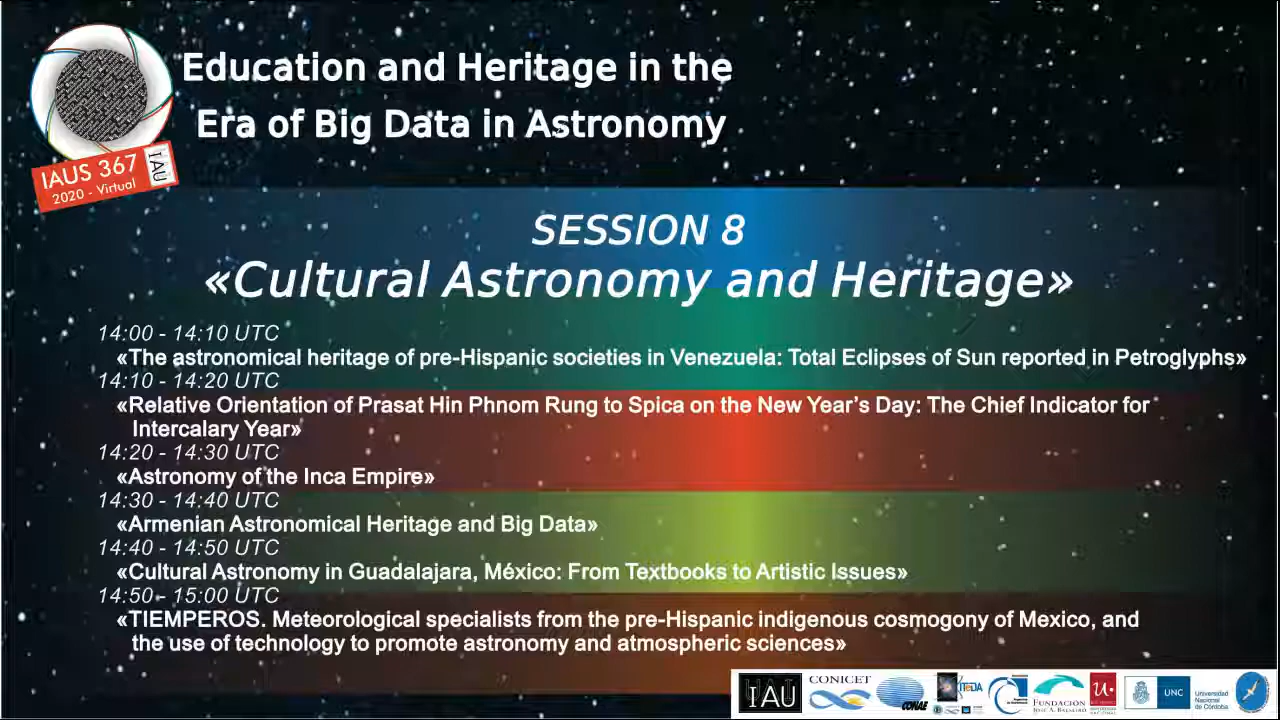 Education and Heritage in the
Era of Big Data in Astronomy
IAUS 367
2020 - Virtual
IAU
SESSION 8
«Cultural Astronomy and Heritage»
14:00 - 14:10 UTC
«The astronomical heritage of pre-Hispanic societies in Venezuela: Total Eclipses of Sun reported in Petroglyphs»
14:10 - 14:20 UTC
«Relative Orientation of Prasat Hin Phnom Rung to Spica on the New Year’s Day: The Chief Indicator for
Intercalary Year»
14:20 - 14:30 UTC
«Astronomy of the Inca Empire»
14:30 - 14:40 UTC
«Armenian Astronomical Heritage and Big Data»
14:40 - 14:50 UTC
«Cultural Astronomy in Guadalajara, México: From Textbooks to Artistic Issues»
14:50 - 15:00 UTC
«TIEMPEROS. Meteorological specialists from the pre-Hispanic indigenous cosmogony of Mexico, and
the use of technology to promote astronomy and atmospheric sciences»
IAU
CONICET
CONAE
ITeDA
FUNDACIÓN
UNC
Universidad
Nacional
de Córdoba